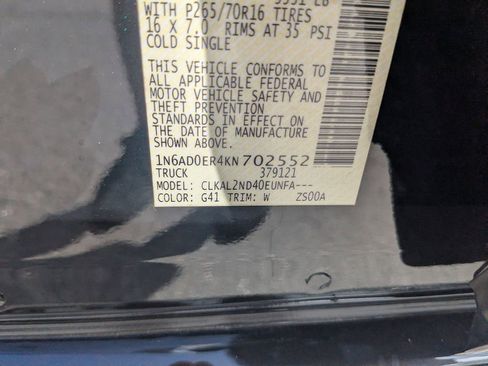 WITH P265/70R16 TIRES
16 X 7.0 RIMS AT 35 PSI
COLD SINGLE
THIS VEHICLE CONFORMS TO
ALL APPLICABLE FEDERAL
MOTOR VEHICLE SAFETY AND
THEFT PREVENTION
STANDARDS IN EFFECT ON
THE DATE OF MANUFACTURE
SHOWN ABOVE.
1N6AD0ER4KN702552
TRUCK 379121
MODEL: CLKAL2ND40EUNFA---
COLOR: G41 TRIM: W ZS00A